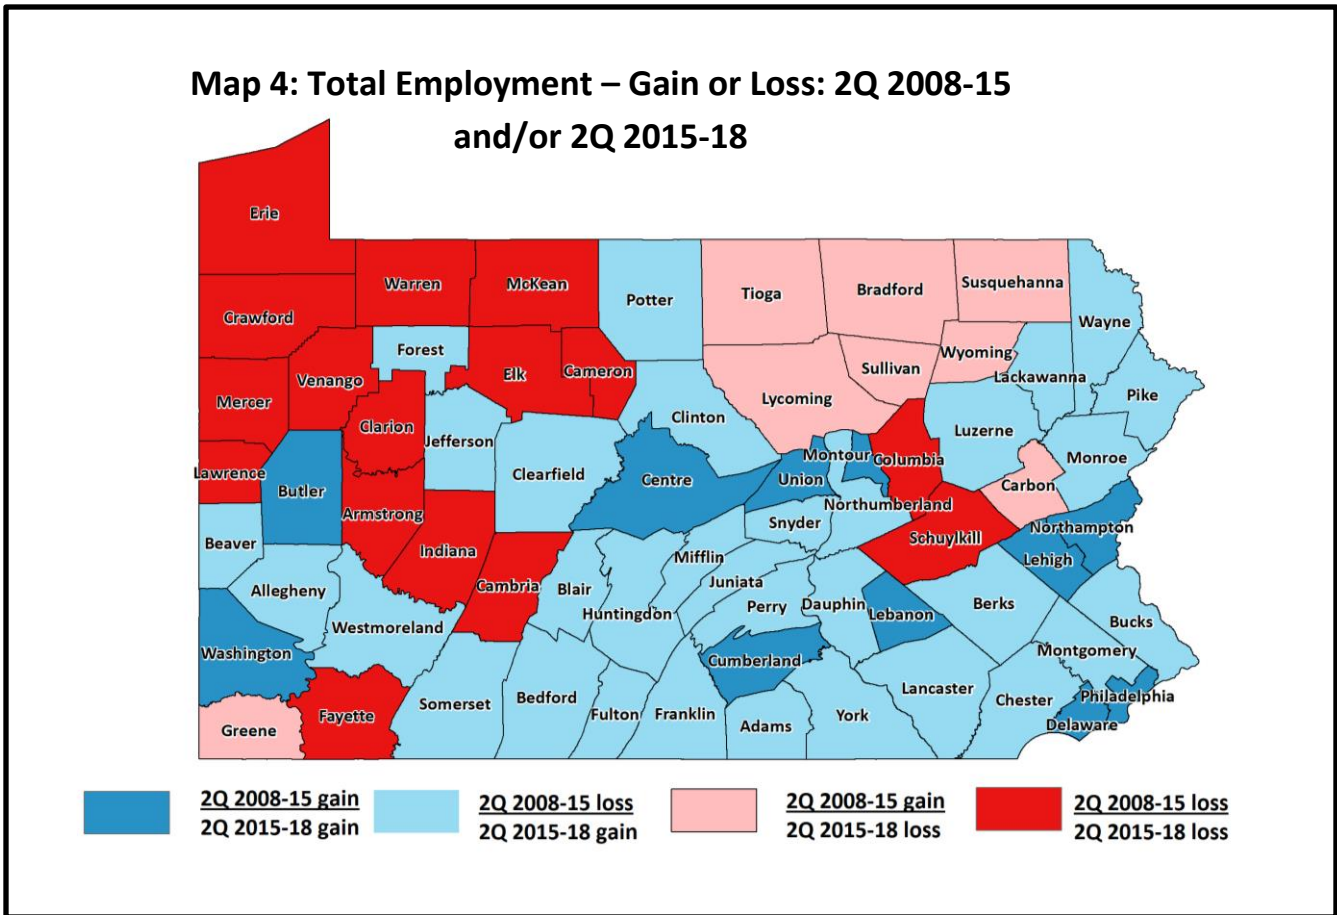 Map 4: Total Employment – Gain or Loss: 2Q 2008-15
and/or 2Q 2015-18
Erie
Warren
McKean
Potter
Tioga
Bradford
Susquehanna
Wayne
Crawford
Forest
Venango
Elk
Cameron
Wyoming
Sullivan
Lackawanna
Pike
Mercer
Clarion
Jefferson
Clinton
Lycoming
Luzerne
Monroe
Lawrence
Butler
Clearfield
Centre
Union
Montour
Columbia
Carbon
Armstrong
Northumberland
Northampton
Beaver
Indiana
Snyder
Schuylkill
Lehigh
Allegheny
Cambria
Blair
Mifflin
Juniata
Huntingdon
Perry
Dauphin
Lebanon
Berks
Bucks
Westmoreland
Washington
Cumberland
Montgomery
Lancaster
Philadelphia
Chester
Delaware
Greene
Fayette
Somerset
Bedford
Fulton
Franklin
Adams
York
2Q 2008-15 gain
2Q 2015-18 gain
2Q 2008-15 loss
2Q 2015-18 gain
2Q 2008-15 gain
2Q 2015-18 loss
2Q 2008-15 loss
2Q 2015-18 loss